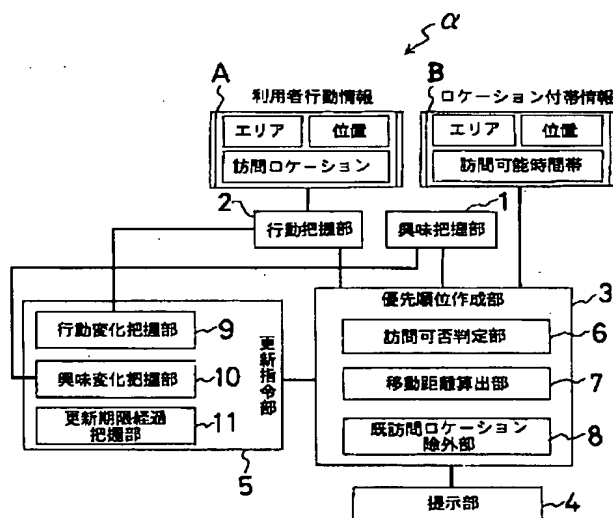 α
A
利用者行動情報
エリア
位置
訪問ロケーション
B
ロケーション付帯情報
エリア
位置
訪問可能時間帯
2
行動把握部
1
興味把握部
3
優先順位作成部
訪問可否判定部
6
移動距離算出部
7
既訪問ロケーション
除外部
8
更新指令部
行動変化把握部
9
興味変化把握部
10
更新期限経過
把握部
11
5
提示部
4